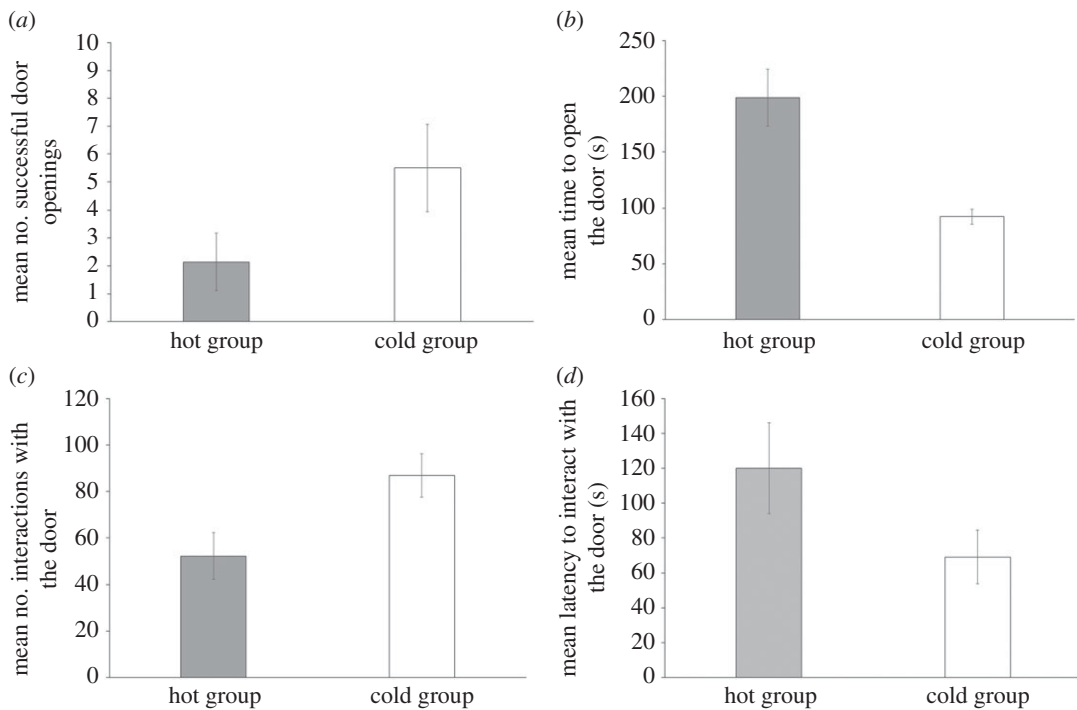 (a)
mean no. successful door
openings
10
9
8
7
6
5
4
3
2
1
0
hot group cold group
(b)
mean time to open
the door (s)
250
200
150
100
50
0
hot group cold group
(c)
mean no. interactions with
the door
120
100
80
60
40
20
0
hot group cold group
(d)
mean latency to interact with
the door (s)
160
140
120
100
80
60
40
20
0
hot group cold group